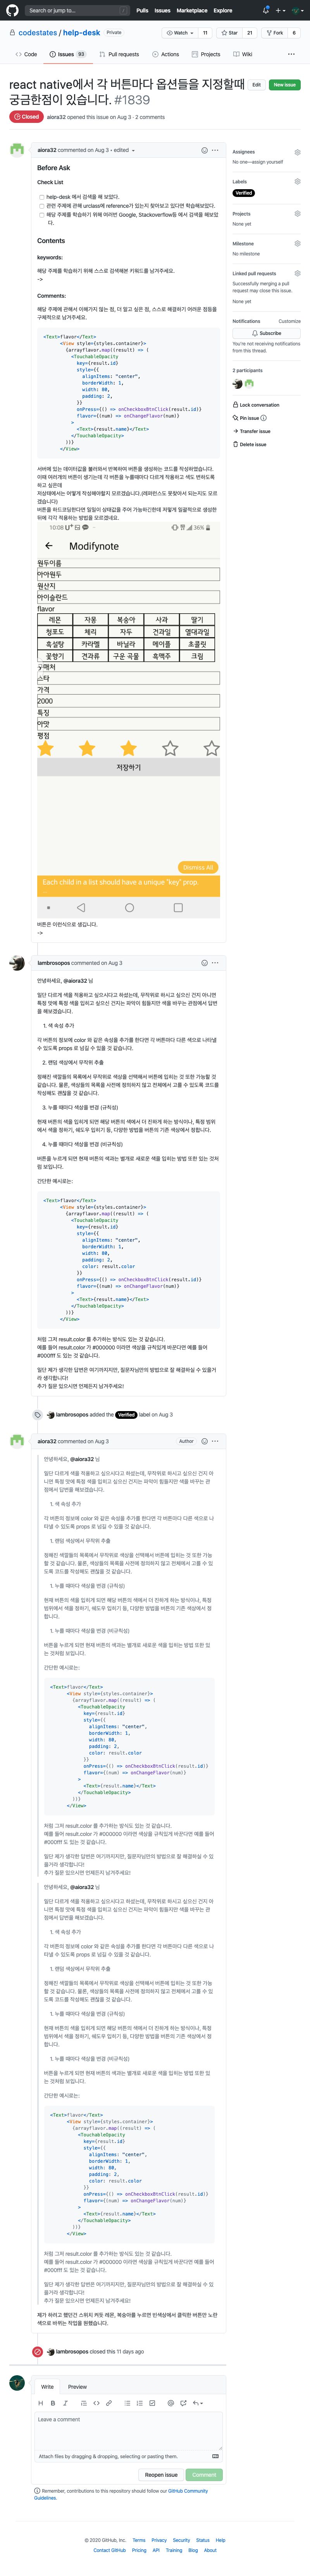 Search or jump to...
Pulls Issues Marketplace Explore
codestates / help-desk Private
Watch 11 Star 21 Fork 6
Code Issues 93 Pull requests Actions Projects Wiki
react native에서 각 버튼마다 옵션들을 지정할때
궁금한점이 있습니다. #1839
Edit New issue
Closed aiora32 opened this issue on Aug 3 · 2 comments
aiora32 commented on Aug 3 • edited
Before Ask
Check List
help-desk 에서 검색을 해 보았다.
관련 주제에 관해 urclass에 reference가 있는지 찾아보고 있다면 학습해보았다.
해당 주제를 학습하기 위해 여러번 Google, Stackoverflow등 에서 검색을 해보았
다.
Contents
keywords:
해당 주제를 학습하기 위해 스스로 검색해본 키워드를 남겨주세요.
->
Comments:
해당 주제 관련해서 이해가지 않는 점, 더 알고 싶은 점, 스스로 해결하기 어려운 점들을
구체적으로 남겨주세요.
<Text>flavor</Text>
<View style={styles.container}>
{arrayflavor.map((result) => (
<TouchableOpacity
key={result.id}
style={{
alignItems: "center",
borderWidth: 1,
width: 80,
padding: 2,
}}
onPress={() => onCheckboxBtnClick(result.id)}
flavor={(num) => onChangeFlavor(num)}
>
<Text>{result.name}</Text>
</TouchableOpacity>
))}
</View>
서버에 있는 데이터값을 불러와서 반복하여 버튼을 생성하는 코드를 작성하였습니다.
이때 여러개의 버튼이 생기는데 각 버튼을 누를때마다 다르게 적용하고 색도 변하도록
하고 싶은데
저상태에서는 어떻게 작성해야할지 모르겠습니다.(레퍼런스도 못찾아서 되는지도 모르
겠습니다)
버튼을 하드코딩한다면 일일이 상태값을 주어 가능하긴한데 저렇게 일괄적으로 생성한
뒤에 각각 적용하는 방법을 모르겠네요.
10:08 36%
Modifynote
원두이름
아야원두
원산지
아이슬란드
flavor
레몬 자몽 복숭아 사과 딸기
청포도 체리 자두 건과일 열대과일
흑설탕 카라멜 바닐라 메이플 초콜릿
꽃향기 견과류 구운 곡물 흑맥주 크림
구매처
스타
가격
2000
특징
아맛
평점
저장하기
Dismiss All
Each child in a list should have a unique "key" prop.
버튼은 이런식으로 생깁니다.
->
iambrosopos commented on Aug 3
안녕하세요, @aiora32 님
일단 다르게 색을 적용하고 싶으시다고 하셨는데, 무작위로 하시고 싶으신 건지 아니면
특정 맛에 특정 색을 입히고 싶으신 건지는 파악이 힘들지만 색을 바꾸는 관점에서 답변
을 해보겠습니다.
1. 색 속성 추가
각 버튼의 정보에 color 와 같은 속성을 추가를 한다면 각 버튼마다 다른 색으로 나타낼
수 있도록 props 로 넘길 수 있을 것 같습니다.
2. 랜덤 색상에서 무작위 추출
정해진 색깔들의 목록에서 무작위로 색상을 선택해서 버튼에 입히는 것 또한 가능할 것
같습니다. 물론, 색상들의 목록을 사전에 정의하지 않고 전체에서 고를 수 있도록 코드를
작성해도 괜찮을 것 같습니다.
3. 누를 때마다 색상을 변경 (규칙성)
현재 버튼의 색을 입히게 되면 해당 버튼의 색에서 더 진하게 하는 방식이나, 특정 범위
에서 색을 정하기, 쉐도우 입히기 등, 다양한 방법을 버튼의 기존 색상에서 정합니다.
4. 누를 때마다 색상을 변경 (비규칙성)
버튼을 누르게 되면 현재 버튼의 색과는 별개로 새로운 색을 입히는 방법 또한 있는 것처
럼 보입니다.
간단한 예시로는:
<Text>flavor</Text>
<View style={styles.container}>
{arrayflavor.map((result) => (
<TouchableOpacity
key={result.id}
style={{
alignItems: "center",
borderWidth: 1,
width: 80,
padding: 2,
color: result.color
}}
onPress={() => onCheckboxBtnClick(result.id)}
flavor={(num) => onChangeFlavor(num)}
>
<Text>{result.name}</Text>
</TouchableOpacity>
))}
</View>
처럼 그저 result.color 를 추가하는 방식도 있는 것 같습니다.
예를 들어 result.color 가 #000000 이라면 색상을 규칙있게 바꾼다면 예를 들어
#000fff 도 있는 것 같습니다.
일단 제가 생각한 답변은 여기까지지만, 질문자님만의 방법으로 잘 해결하실 수 있을거
라 생각합니다!
추가 질문 있으시면 언제든지 남겨주세요!
iambrosopos added the Verified label on Aug 3
aiora32 commented on Aug 3 Author
안녕하세요, @aiora32 님
일단 다르게 색을 적용하고 싶으시다고 하셨는데, 무작위로 하시고 싶으신 건지 아
니면 특정 맛에 특정 색을 입히고 싶으신 건지는 파악이 힘들지만 색을 바꾸는 관
점에서 답변을 해보겠습니다.
1. 색 속성 추가
각 버튼의 정보에 color 와 같은 속성을 추가를 한다면 각 버튼마다 다른 색으로 나
타낼 수 있도록 props 로 넘길 수 있을 것 같습니다.
1. 랜덤 색상에서 무작위 추출
정해진 색깔들의 목록에서 무작위로 색상을 선택해서 버튼에 입히는 것 또한 가능
할 것 같습니다. 물론, 색상들의 목록을 사전에 정의하지 않고 전체에서 고를 수 있
도록 코드를 작성해도 괜찮을 것 같습니다.
1. 누를 때마다 색상을 변경 (규칙성)
현재 버튼의 색을 입히게 되면 해당 버튼의 색에서 더 진하게 하는 방식이나, 특정
범위에서 색을 정하기, 쉐도우 입히기 등, 다양한 방법을 버튼의 기존 색상에서 정
합니다.
1. 누를 때마다 색상을 변경 (비규칙성)
버튼을 누르게 되면 현재 버튼의 색과는 별개로 새로운 색을 입히는 방법 또한 있
는 것처럼 보입니다.
간단한 예시로는:
<Text>flavor</Text>
<View style={styles.container}>
{arrayflavor.map((result) => (
<TouchableOpacity
key={result.id}
style={{
alignItems: "center",
borderWidth: 1,
width: 80,
padding: 2,
color: result.color
}}
onPress={() => onCheckboxBtnClick(result.id)}
flavor={(num) => onChangeFlavor(num)}
>
<Text>{result.name}</Text>
</TouchableOpacity>
))}
</View>
처럼 그저 result.color 를 추가하는 방식도 있는 것 같습니다.
예를 들어 result.color 가 #000000 이라면 색상을 규칙있게 바꾼다면 예를 들어
#000fff 도 있는 것 같습니다.
일단 제가 생각한 답변은 여기까지지만, 질문자님만의 방법으로 잘 해결하실 수 있
을거라 생각합니다!
추가 질문 있으시면 언제든지 남겨주세요!
안녕하세요, @aiora32 님
일단 다르게 색을 적용하고 싶으시다고 하셨는데, 무작위로 하시고 싶으신 건지 아
니면 특정 맛에 특정 색을 입히고 싶으신 건지는 파악이 힘들지만 색을 바꾸는 관
점에서 답변을 해보겠습니다.
1. 색 속성 추가
각 버튼의 정보에 color 와 같은 속성을 추가를 한다면 각 버튼마다 다른 색으로 나
타낼 수 있도록 props 로 넘길 수 있을 것 같습니다.
1. 랜덤 색상에서 무작위 추출
정해진 색깔들의 목록에서 무작위로 색상을 선택해서 버튼에 입히는 것 또한 가능
할 것 같습니다. 물론, 색상들의 목록을 사전에 정의하지 않고 전체에서 고를 수 있
도록 코드를 작성해도 괜찮을 것 같습니다.
1. 누를 때마다 색상을 변경 (규칙성)
현재 버튼의 색을 입히게 되면 해당 버튼의 색에서 더 진하게 하는 방식이나, 특정
범위에서 색을 정하기, 쉐도우 입히기 등, 다양한 방법을 버튼의 기존 색상에서 정
합니다.
1. 누를 때마다 색상을 변경 (비규칙성)
버튼을 누르게 되면 현재 버튼의 색과는 별개로 새로운 색을 입히는 방법 또한 있
는 것처럼 보입니다.
간단한 예시로는:
<Text>flavor</Text>
<View style={styles.container}>
{arrayflavor.map((result) => (
<TouchableOpacity
key={result.id}
style={{
alignItems: "center",
borderWidth: 1,
width: 80,
padding: 2,
color: result.color
}}
onPress={() => onCheckboxBtnClick(result.id)}
flavor={(num) => onChangeFlavor(num)}
>
<Text>{result.name}</Text>
</TouchableOpacity>
))}
</View>
처럼 그저 result.color 를 추가하는 방식도 있는 것 같습니다.
예를 들어 result.color 가 #000000 이라면 색상을 규칙있게 바꾼다면 예를 들어
#000fff 도 있는 것 같습니다.
일단 제가 생각한 답변은 여기까지지만, 질문자님만의 방법으로 잘 해결하실 수 있
을거라 생각합니다!
추가 질문 있으시면 언제든지 남겨주세요!
제가 하려고 했던건 스위치 켜듯 레몬, 복숭아를 누르면 빈색상에서 클릭한 버튼만 노란
색으로 바뀌는 작업을 원했습니다.
iambrosopos closed this 11 days ago
Write Preview
Leave a comment
Attach files by dragging & dropping, selecting or pasting them.
Reopen issue Comment
Remember, contributions to this repository should follow our GitHub Community
Guidelines.
Assignees
No one—assign yourself
Labels
Verified
Projects
None yet
Milestone
No milestone
Linked pull requests
Successfully merging a pull
request may close this issue.
None yet
Notifications Customize
Subscribe
You're not receiving notifications
from this thread.
2 participants
Lock conversation
Pin issue
Transfer issue
Delete issue
© 2020 GitHub, Inc. Terms Privacy Security Status Help
Contact GitHub Pricing API Training Blog About